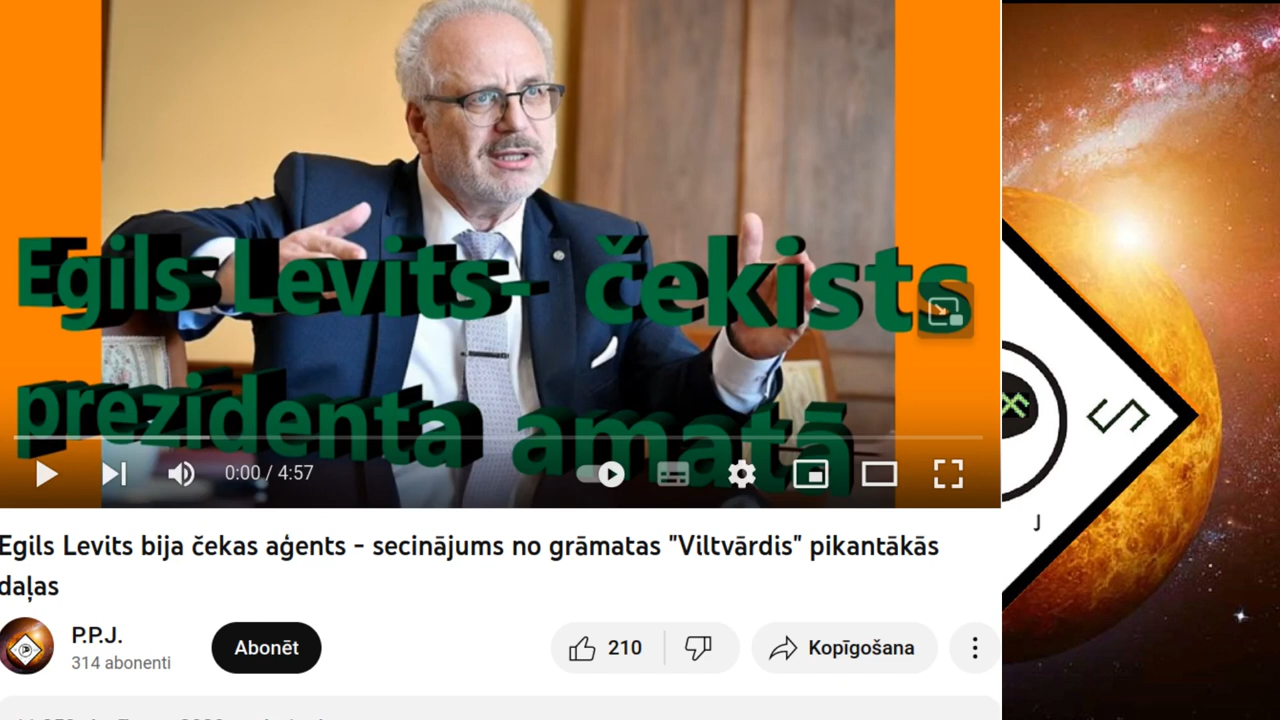 Egils Levits- čekists
prezidenta amatā
0:00 / 4:57
Egils Levits bija čekas aģents - secinājums no grāmatas "Viltvārdis" pikantākās
daļas
P.P.J.
314 abonenti
Abonēt
210
Kopīgošana
J